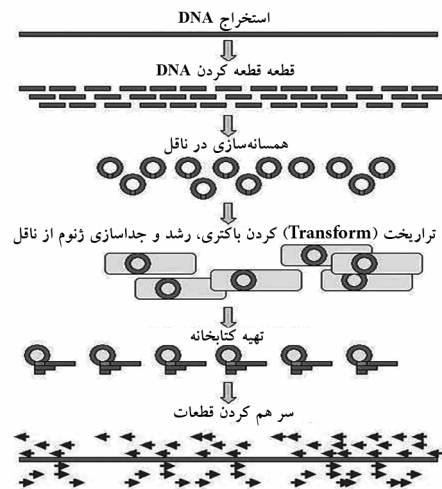 استخراج DNA
قطعه قطعه کردن DNA
همسانه‌سازی در ناقل
تراریخت (Transform) کردن باکتری، رشد و جداسازی ژنوم از ناقل
تهیه کتابخانه
سر هم کردن قطعات